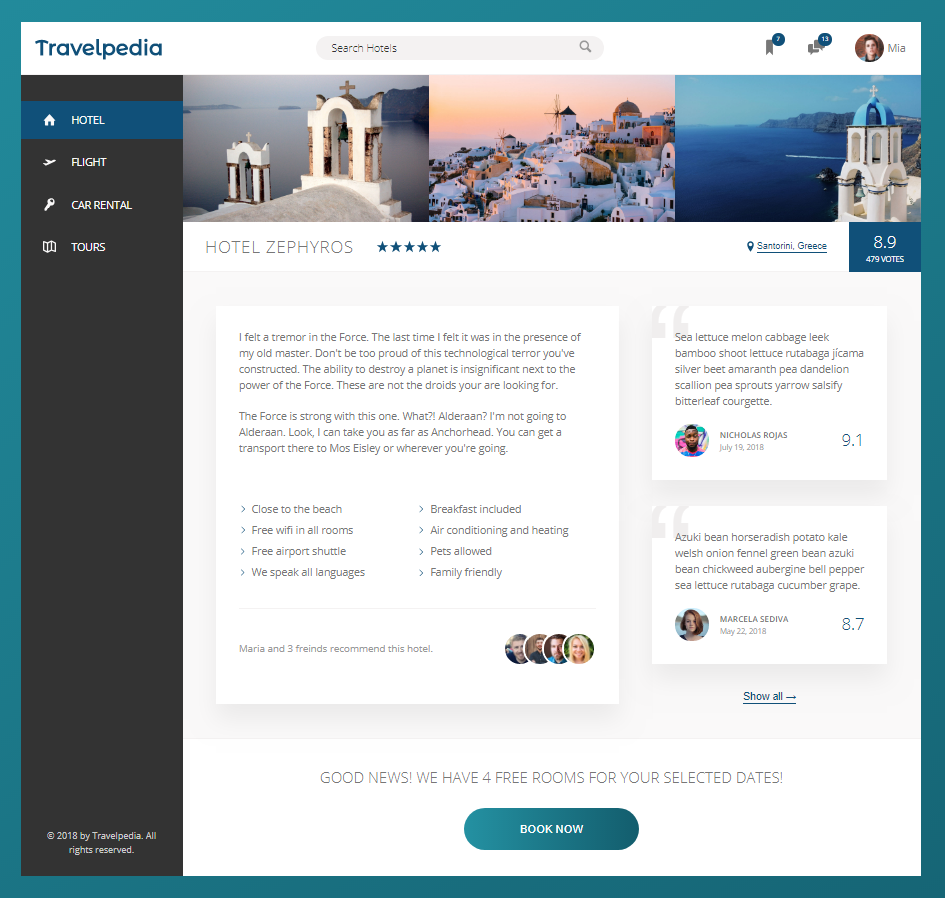 Travelpedia
Search Hotels
7
13
Mia
HOTEL
FLIGHT
CAR RENTAL
TOURS
© 2018 by Travelpedia. All
rights reserved.
HOTEL ZEPHYROS
Santorini, Greece
8.9
479 VOTES
I felt a tremor in the Force. The last time I felt it was in the presence of
my old master. Don't be too proud of this technological terror you've
constructed. The ability to destroy a planet is insignificant next to the
power of the Force. These are not the droids your are looking for.
The Force is strong with this one. What?! Alderaan? I'm not going to
Alderaan. Look, I can take you as far as Anchorhead. You can get a
transport there to Mos Eisley or wherever you're going.
Close to the beach
Free wifi in all rooms
Free airport shuttle
We speak all languages
Breakfast included
Air conditioning and heating
Pets allowed
Family friendly
Maria and 3 freinds recommend this hotel.
“
Sea lettuce melon cabbage leek
bamboo shoot lettuce rutabaga jícama
silver beet amaranth pea dandelion
scallion pea sprouts yarrow salsify
bitterleaf courgette.
NICHOLAS ROJAS
July 19, 2018
9.1
“
Azuki bean horseradish potato kale
welsh onion fennel green bean azuki
bean chickweed aubergine bell pepper
sea lettuce rutabaga cucumber grape.
MARCELA SEDIVA
May 22, 2018
8.7
Show all →
GOOD NEWS! WE HAVE 4 FREE ROOMS FOR YOUR SELECTED DATES!
BOOK NOW